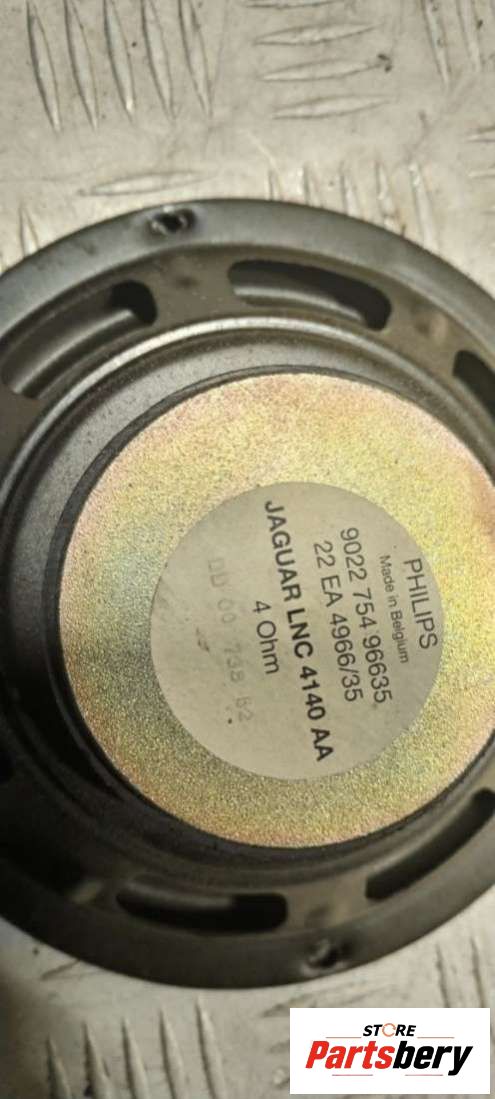 PHILIPS
Made in Belgium
9022 754 96635
22 EA 4966/35
JAGUAR LNC 4140 AA
4 Ohm
STORE
Partsbery